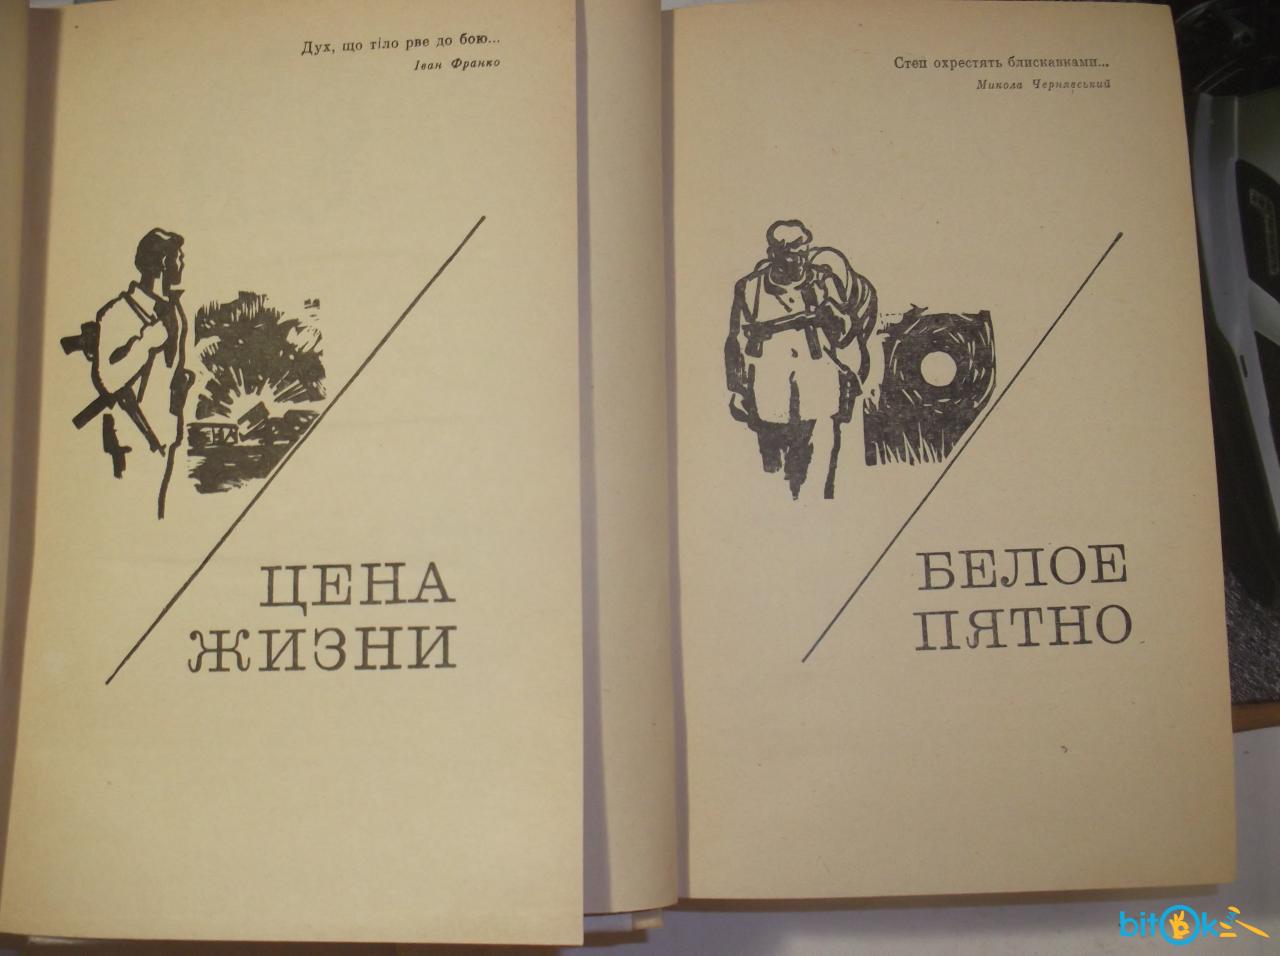 Дух, що тіло рве до бою...
Іван Франко
ЦЕНА
ЖИЗНИ
Степ охрестять блискавками...
Микола Чернявський
БЕЛОЕ
ПЯТНО
bitOk